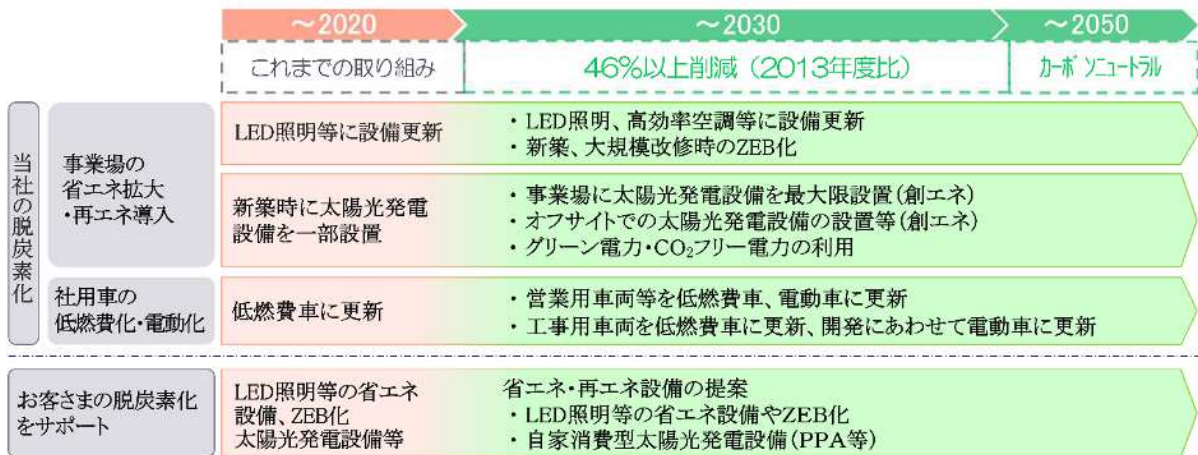 ～2020
～2030
～2050
これまでの取り組み
46%以上削減（2013年度比）
カーボンニュートラル
当社の脱炭素化
事業場の
省エネ拡大
・再エネ導入
LED照明等に設備更新
・LED照明、高効率空調等に設備更新
・新築、大規模改修時のZEB化
新築時に太陽光発電
設備を一部設置
・事業場に太陽光発電設備を最大限設置(創エネ)
・オフサイトでの太陽光発電設備の設置等(創エネ)
・グリーン電力・CO₂フリー電力の利用
社用車の
低燃費化・電動化
低燃費車に更新
・営業用車両等を低燃費車、電動車に更新
・工事用車両を低燃費車に更新、開発にあわせて電動車に更新
お客さまの脱炭素化
をサポート
LED照明等の省エネ
設備、ZEB化
太陽光発電設備等
省エネ・再エネ設備の提案
・LED照明等の省エネ設備やZEB化
・自家消費型太陽光発電設備(PPA等)